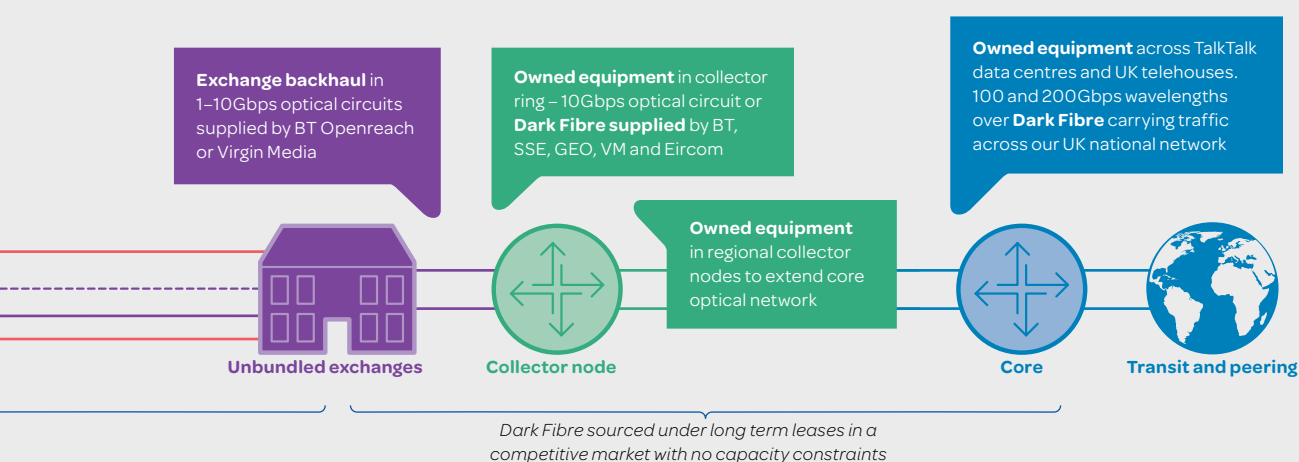 Exchange backhaul in
1–10Gbps optical circuits
supplied by BT Openreach
or Virgin Media
Owned equipment in collector
ring – 10Gbps optical circuit or
Dark Fibre supplied by BT,
SSE, GEO, VM and Eircom
Owned equipment across TalkTalk
data centres and UK telehouses.
100 and 200Gbps wavelengths
over Dark Fibre carrying traffic
across our UK national network
Owned equipment
in regional collector
nodes to extend core
optical network
Unbundled exchanges
Collector node
Core
Transit and peering
Dark Fibre sourced under long term leases in a
competitive market with no capacity constraints